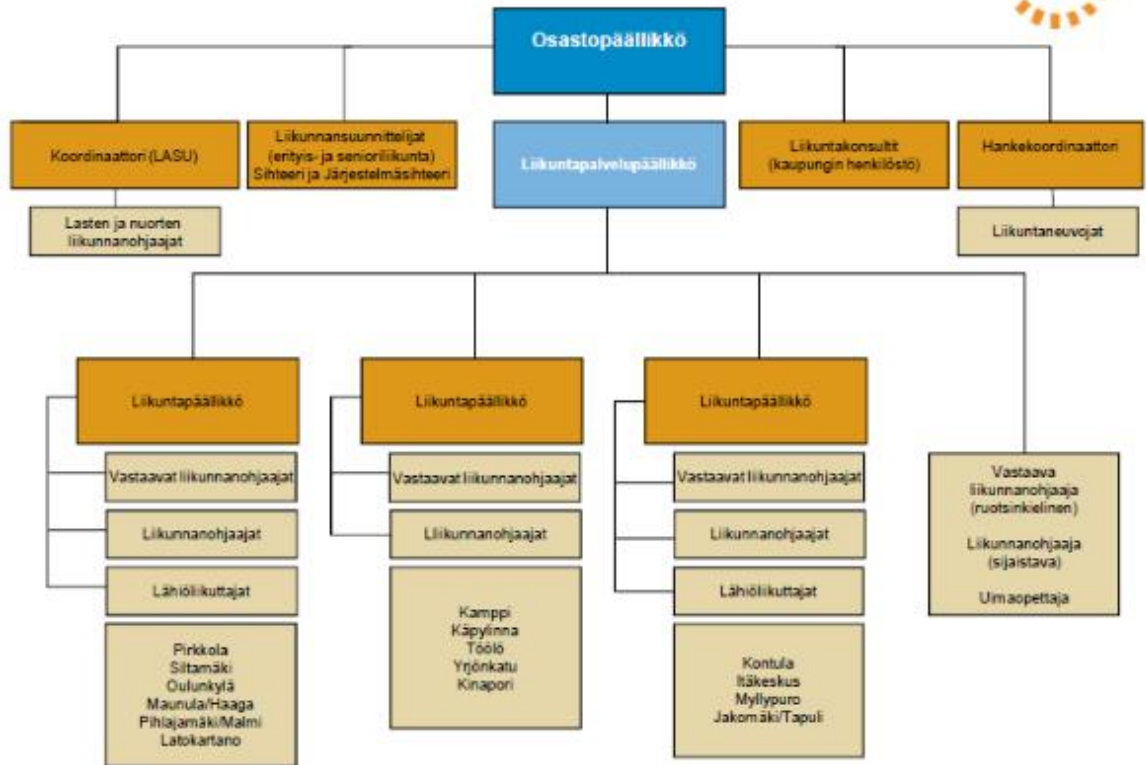 Osastopäällikkö
Koordinaattori (LASU)
Liikunnansuunnittelijat
(erityis- ja senioriliikunta)
Sihteeri ja Järjestelmäsihteeri
Liikuntapalvelupäällikkö
Liikuntakonsultit
(kaupungin henkilöstö)
Hankekoordinaattori
Lasten ja nuorten
liikunnanohjaajat
Liikuntaneuvojat
Liikuntapäällikkö
Vastaavat liikunnanohjaajat
Liikunnanohjaajat
Lähiöliikuttajat
Pirkkola
Siltamäki
Oulunkylä
Maunula/Haaga
Pihlajamäki/Malmi
Latokartano
Liikuntapäällikkö
Vastaavat liikunnanohjaajat
LIiikunnanohjaajat
Kamppi
Käpylinna
Töölö
Yrjönkatu
Kinapori
Liikuntapäällikkö
Vastaavat liikunnanohjaajat
Liikunnanohjaajat
Lähiöliikuttajat
Kontula
Itäkeskus
Myllypuro
Jakomäki/Tapuli
Vastaava
liikunnanohjaaja
(ruotsinkielinen)
Liikunnanohjaaja
(sijaistava)
Uimaopettaja